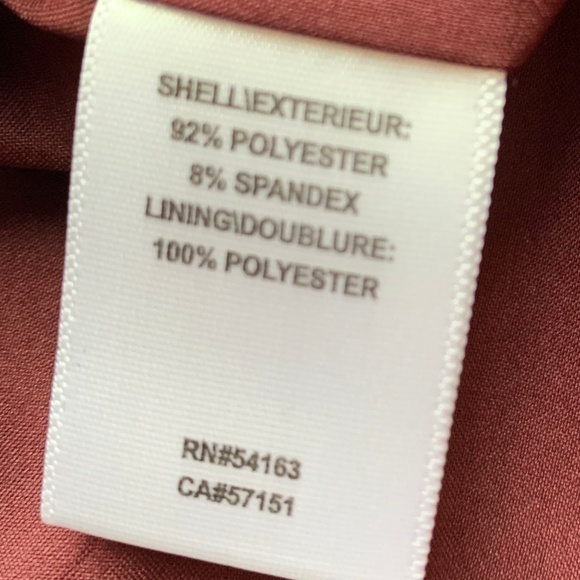 SHELL\EXTERIEUR:
92% POLYESTER
8% SPANDEX
LINING\DOUBLURE:
100% POLYESTER
RN#54163
CA#57151